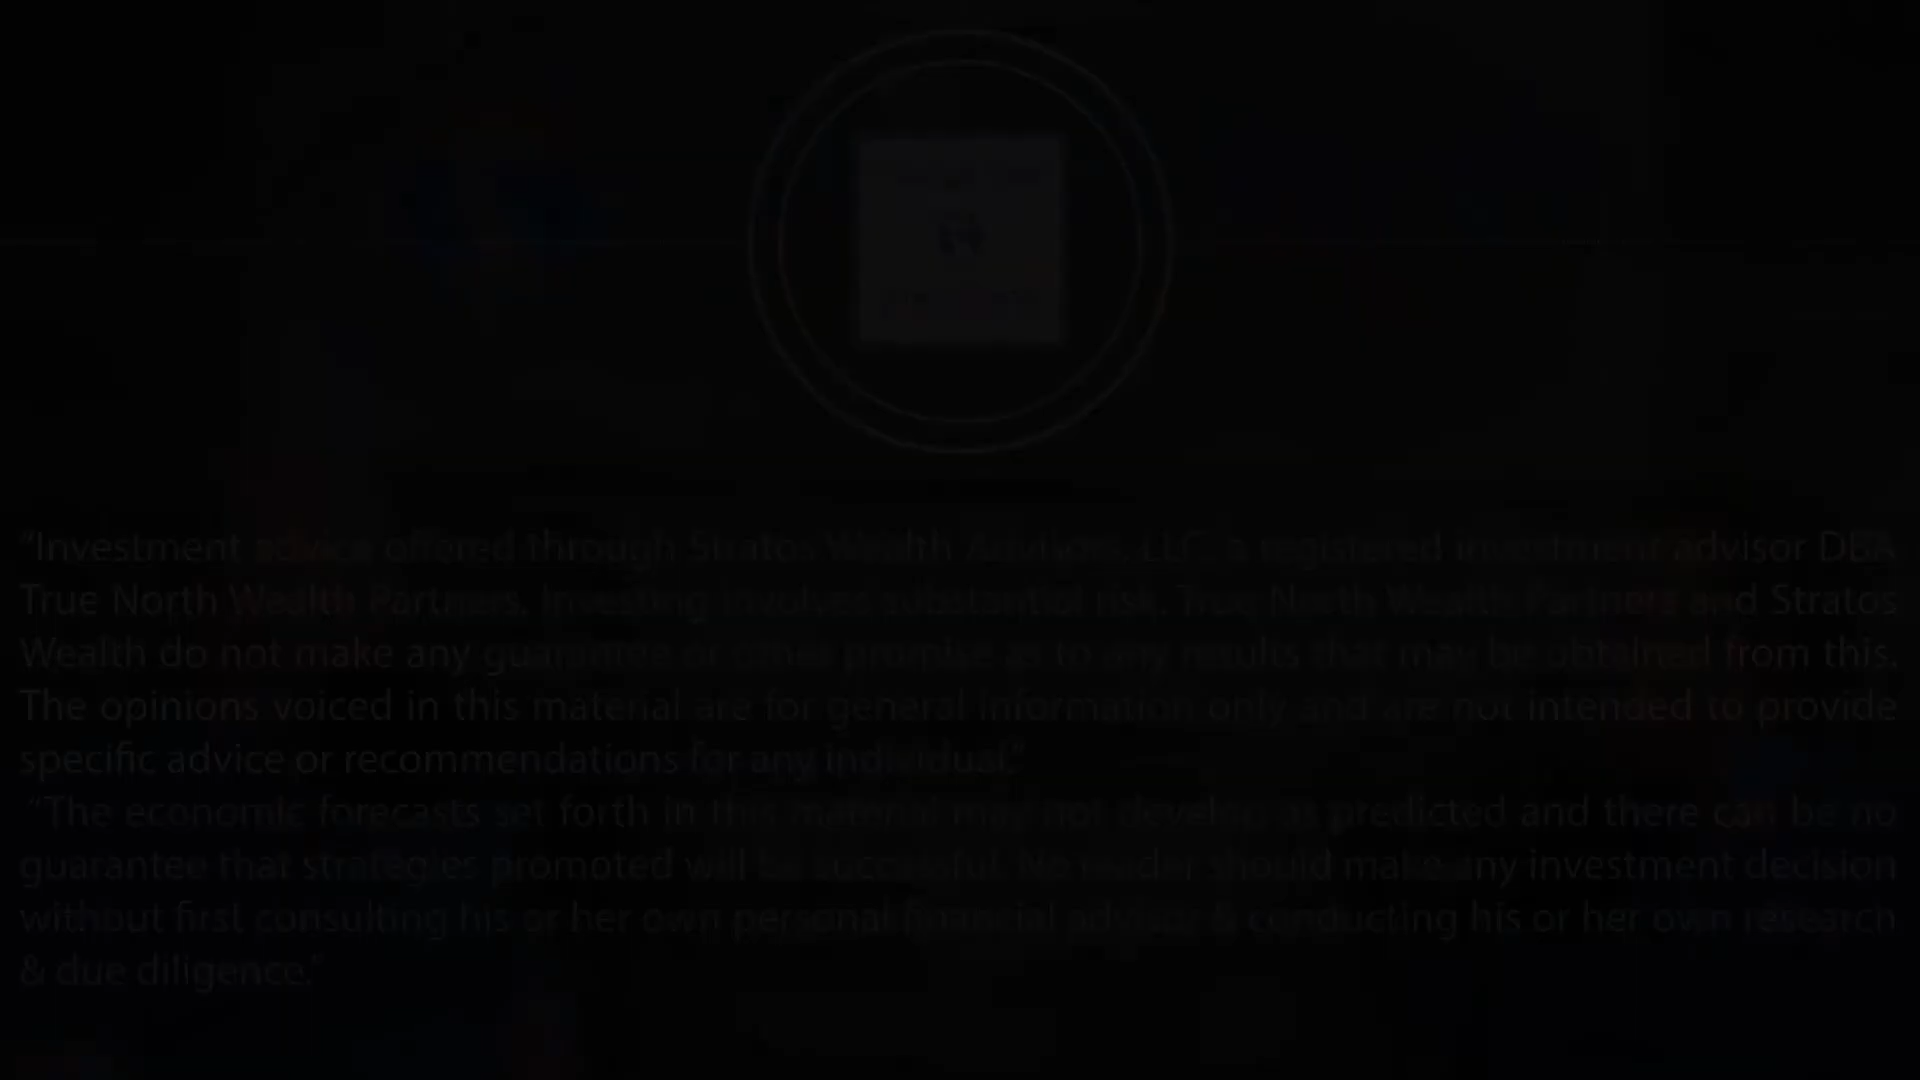 “Investment advice offered through Stratos Wealth Advisors, LLC, a registered investment advisor DBA
True North Wealth Partners. Investing involves substantial risk. True North Wealth Partners and Stratos
Wealth do not make any guarantee or other promise as to any results that may be obtained from this.
The opinions voiced in this material are for general information only and are not intended to provide
specific advice or recommendations for any individual.”
“The economic forecasts set forth in this material may not develop as predicted and there can be no
guarantee that strategies promoted will be successful. No reader should make any investment decision
without first consulting his or her own personal financial advisor & conducting his or her own research
& due diligence.”